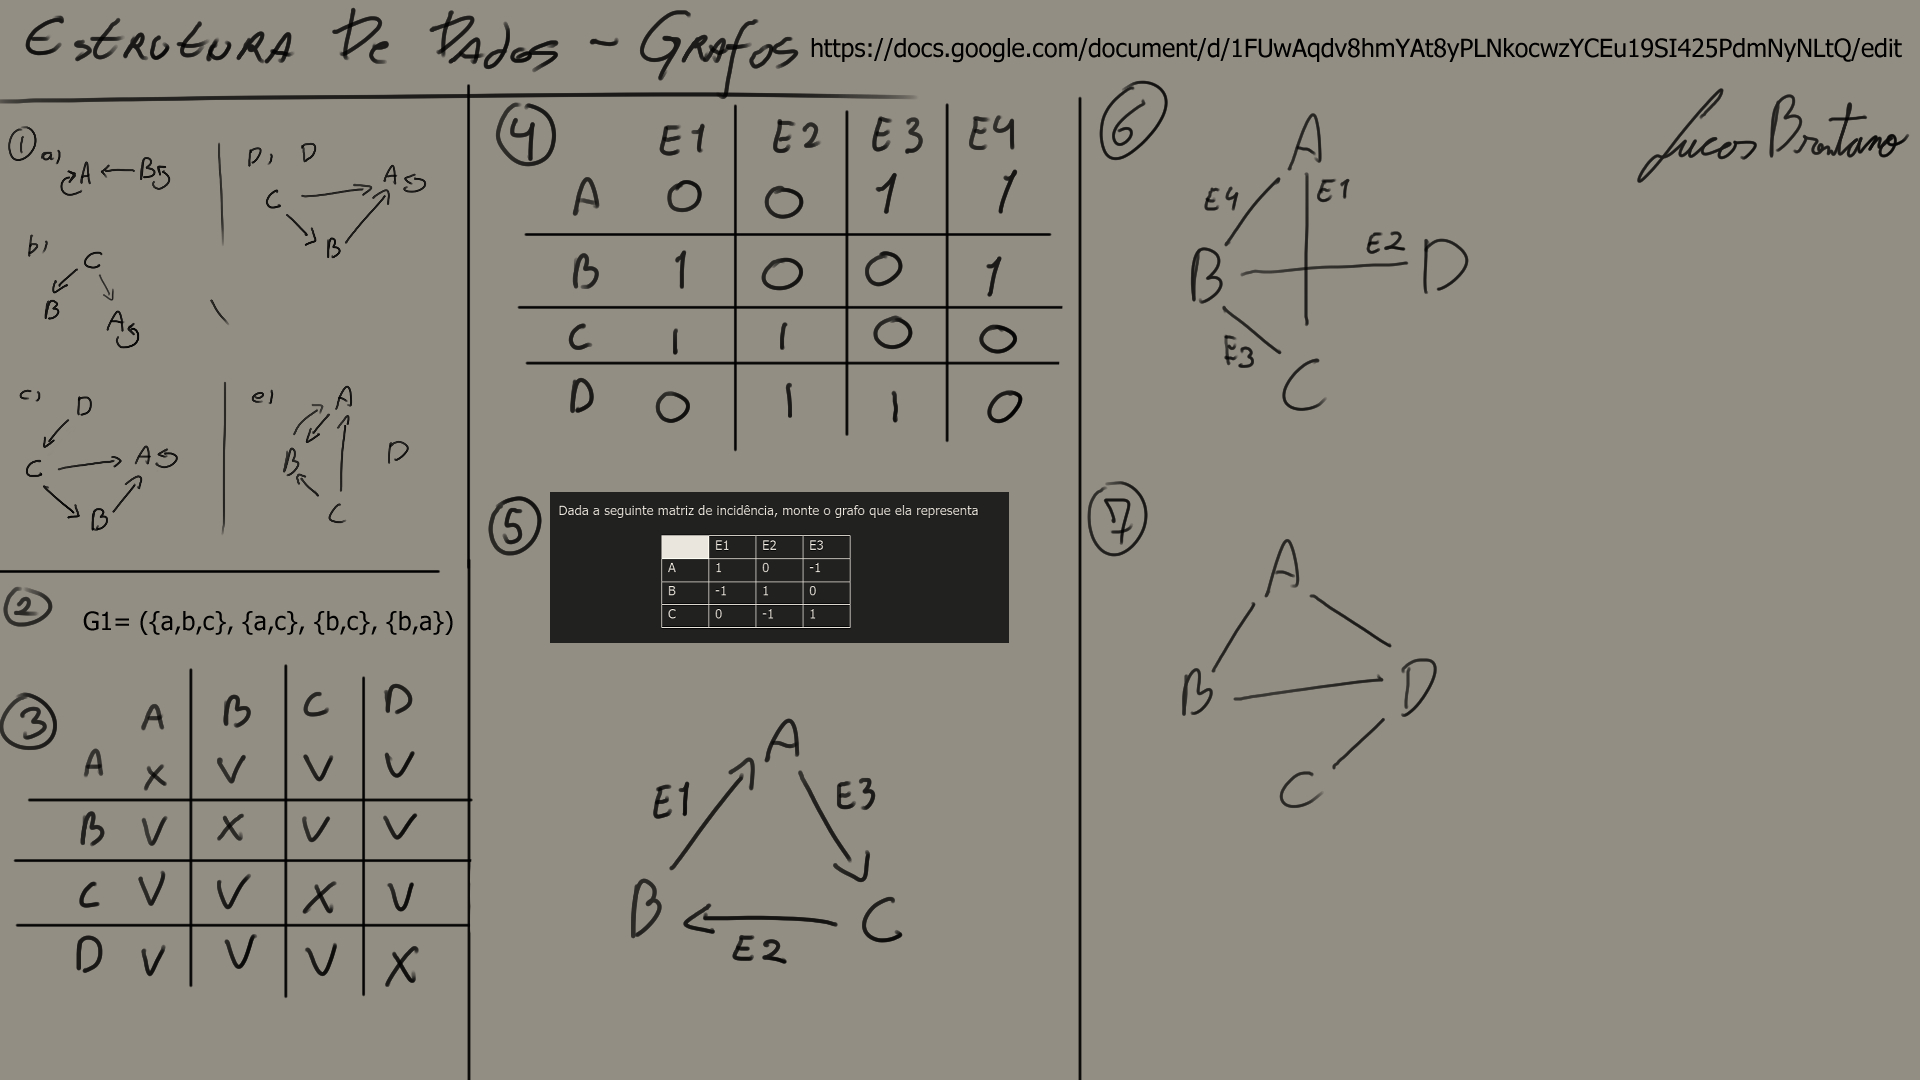 Estrutura De Dados - Grafos https://docs.google.com/document/d/1FUwAqdv8hmYAt8yPLNkocwzYCEu19SI425PdmNyNLtQ/edit
Lucas Brentano
1 a)
A B
b)
C
B
A
c)
D
C A
B
D, D
C A
B
e)
A
B D
C
2 G1= ({a,b,c}, {a,c}, {b,c}, {b,a})
3 A B C D
A X V V V
B V X V V
C V V X V
D V V V X
4 E1 E2 E3 E4
A 0 0 1 1
B 1 0 0 1
C 1 1 0 0
D 0 1 1 0
5 Dada a seguinte matriz de incidência, monte o grafo que ela representa
E1 E2 E3
A 1 0 -1
B -1 1 0
C 0 -1 1
A
E1 E3
B C
E2
6 A
E4 E1
E2
B D
E3
C
7
A
B D
C